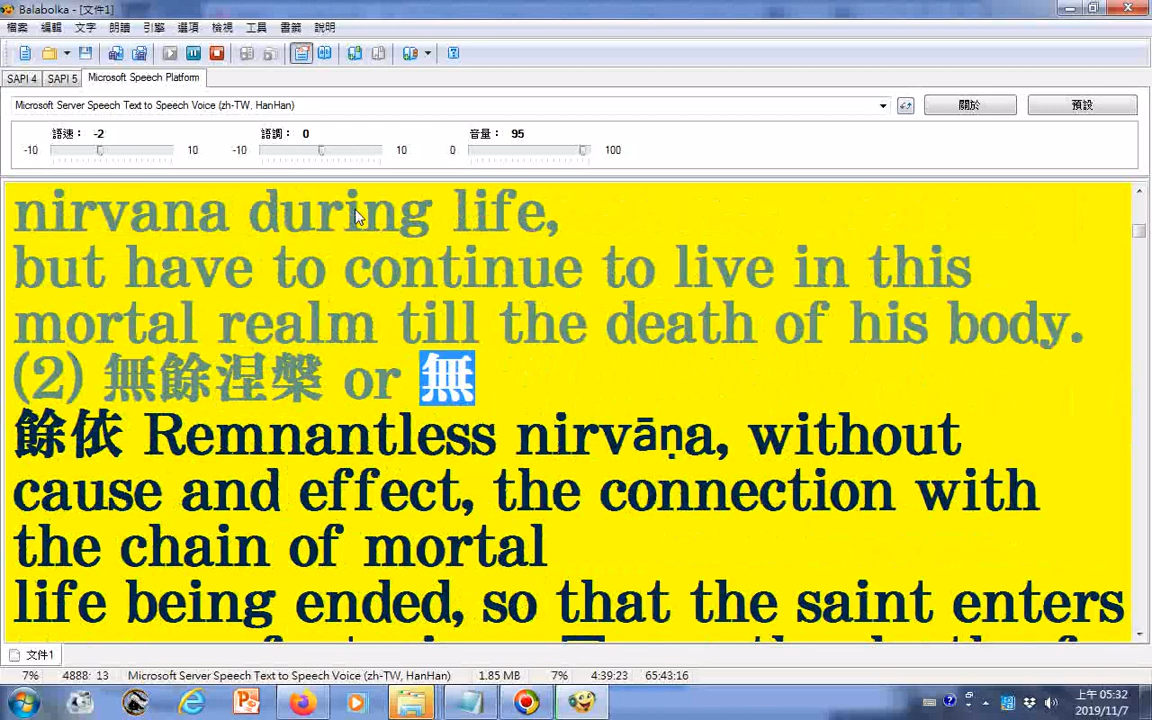 Balabolka - [文件1]
檔案 編輯 文字 朗讀 引擎 選項 檢視 工具 書籤 說明
SAPI 4 SAPI 5 Microsoft Speech Platform
Microsoft Server Speech Text to Speech Voice (zh-TW, HanHan) 關於 預設
語速： -2 語調： 0 音量： 95
-10 10 -10 10 0 100
nirvana during life,
but have to continue to live in this
mortal realm till the death of his body.
(2) 無餘涅槃 or 無
餘依 Remnantless nirvāṇa, without
cause and effect, the connection with
the chain of mortal
life being ended, so that the saint enters
文件1
7% 4888: 13 Microsoft Server Speech Text to Speech Voice (zh-TW, HanHan) 1.85 MB 7% 4:39:23 65:43:16
上午 05:32
2019/11/7